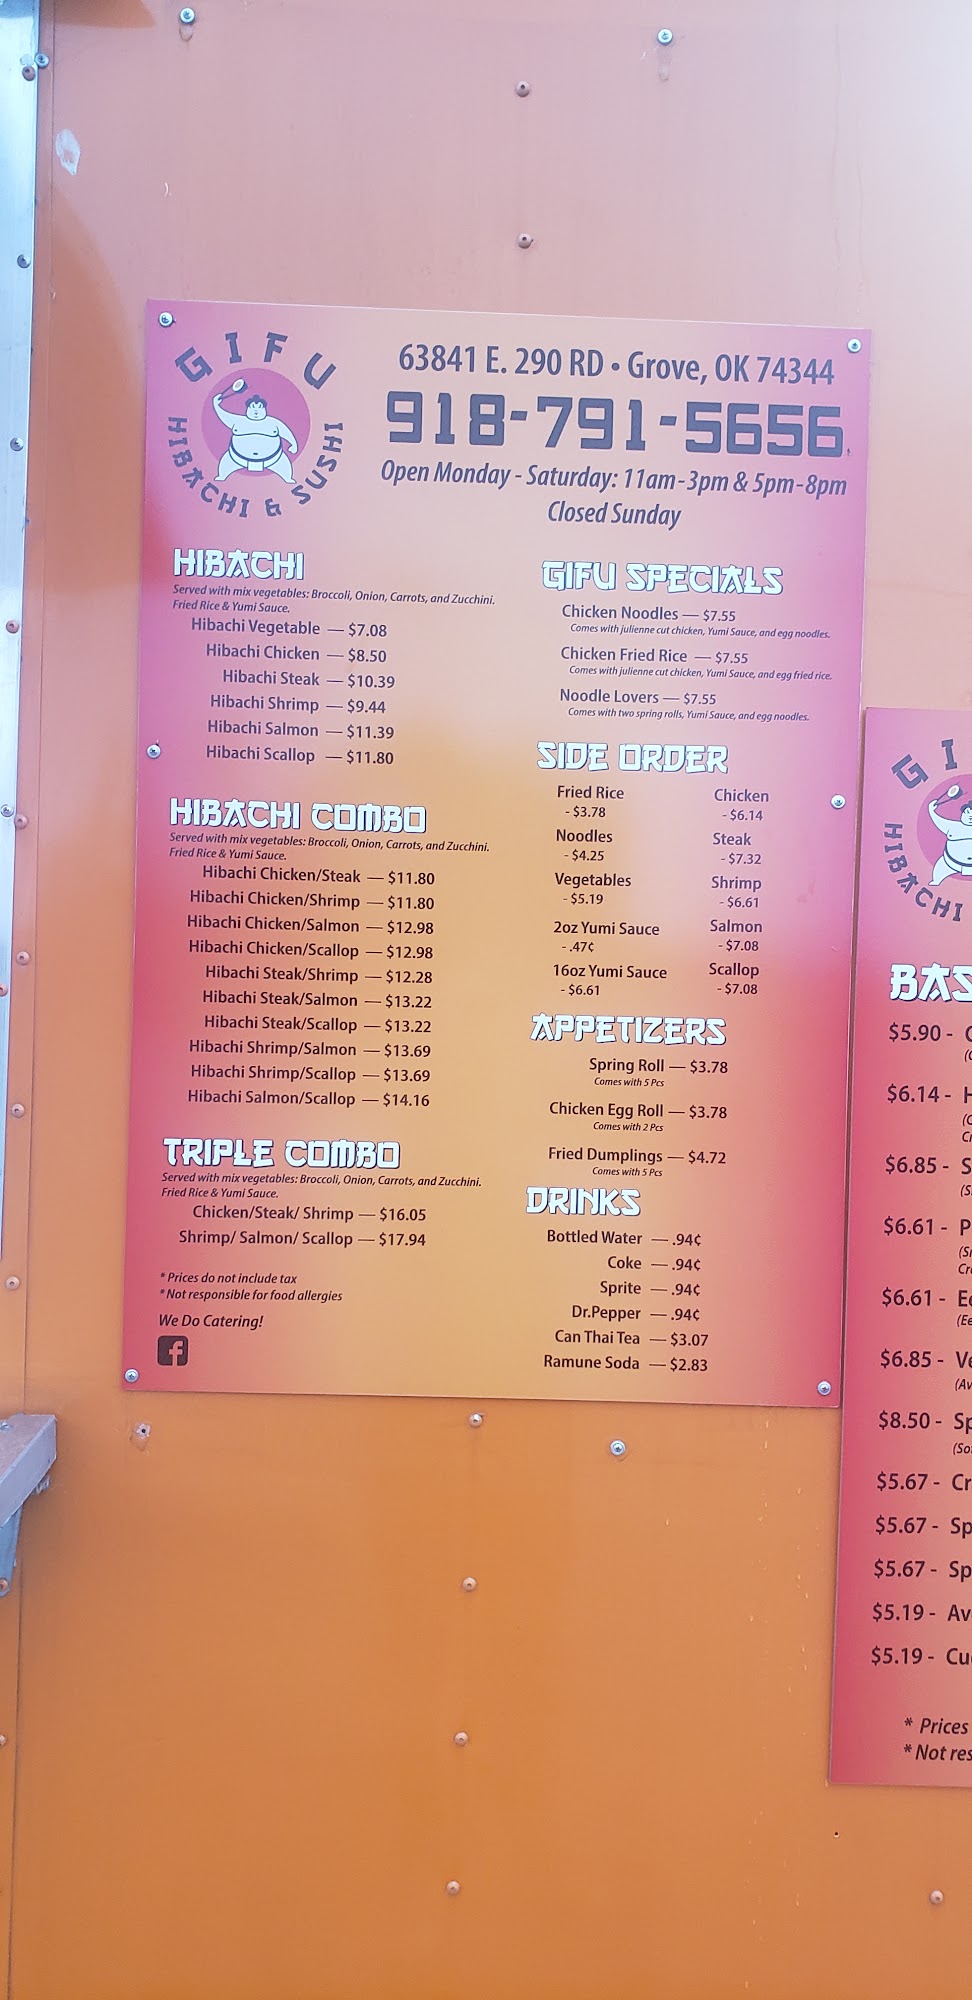 GIFU
HIBACHI & SUSHI
63841 E. 290 RD • Grove, OK 74344
918-791-5656
Open Monday - Saturday: 11am-3pm & 5pm-8pm
Closed Sunday
HIBACHI
Served with mix vegetables: Broccoli, Onion, Carrots, and Zucchini.
Fried Rice & Yumi Sauce.
Hibachi Vegetable — $7.08
Hibachi Chicken — $8.50
Hibachi Steak — $10.39
Hibachi Shrimp — $9.44
Hibachi Salmon — $11.39
Hibachi Scallop — $11.80
HIBACHI COMBO
Served with mix vegetables: Broccoli, Onion, Carrots, and Zucchini.
Fried Rice & Yumi Sauce.
Hibachi Chicken/Steak — $11.80
Hibachi Chicken/Shrimp — $11.80
Hibachi Chicken/Salmon — $12.98
Hibachi Chicken/Scallop — $12.98
Hibachi Steak/Shrimp — $12.28
Hibachi Steak/Salmon — $13.22
Hibachi Steak/Scallop — $13.22
Hibachi Shrimp/Salmon — $13.69
Hibachi Shrimp/Scallop — $13.69
Hibachi Salmon/Scallop — $14.16
TRIPLE COMBO
Served with mix vegetables: Broccoli, Onion, Carrots, and Zucchini.
Fried Rice & Yumi Sauce.
Chicken/Steak/ Shrimp — $16.05
Shrimp/ Salmon/ Scallop — $17.94
* Prices do not include tax
* Not responsible for food allergies
We Do Catering!
f
GIFU SPECIALS
Chicken Noodles — $7.55
Comes with julienne cut chicken, Yumi Sauce, and egg noodles.
Chicken Fried Rice — $7.55
Comes with julienne cut chicken, Yumi Sauce, and egg fried rice.
Noodle Lovers — $7.55
Comes with two spring rolls, Yumi Sauce, and egg noodles.
SIDE ORDER
Fried Rice
- $3.78
Noodles
- $4.25
Vegetables
- $5.19
2oz Yumi Sauce
- .47¢
16oz Yumi Sauce
- $6.61
Chicken
- $6.14
Steak
- $7.32
Shrimp
- $6.61
Salmon
- $7.08
Scallop
- $7.08
APPETIZERS
Spring Roll — $3.78
Comes with 5 Pcs
Chicken Egg Roll — $3.78
Comes with 2 Pcs
Fried Dumplings — $4.72
Comes with 5 Pcs
DRINKS
Bottled Water — .94¢
Coke — .94¢
Sprite — .94¢
Dr.Pepper — .94¢
Can Thai Tea — $3.07
Ramune Soda — $2.83
HIBACHI
$5.90 -
$6.14 -
$6.85 -
$6.61 -
$6.61 -
$6.85 -
$8.50 -
$5.67 -
$5.67 -
$5.67 -
$5.19 -
$5.19 -
* Prices
* Not